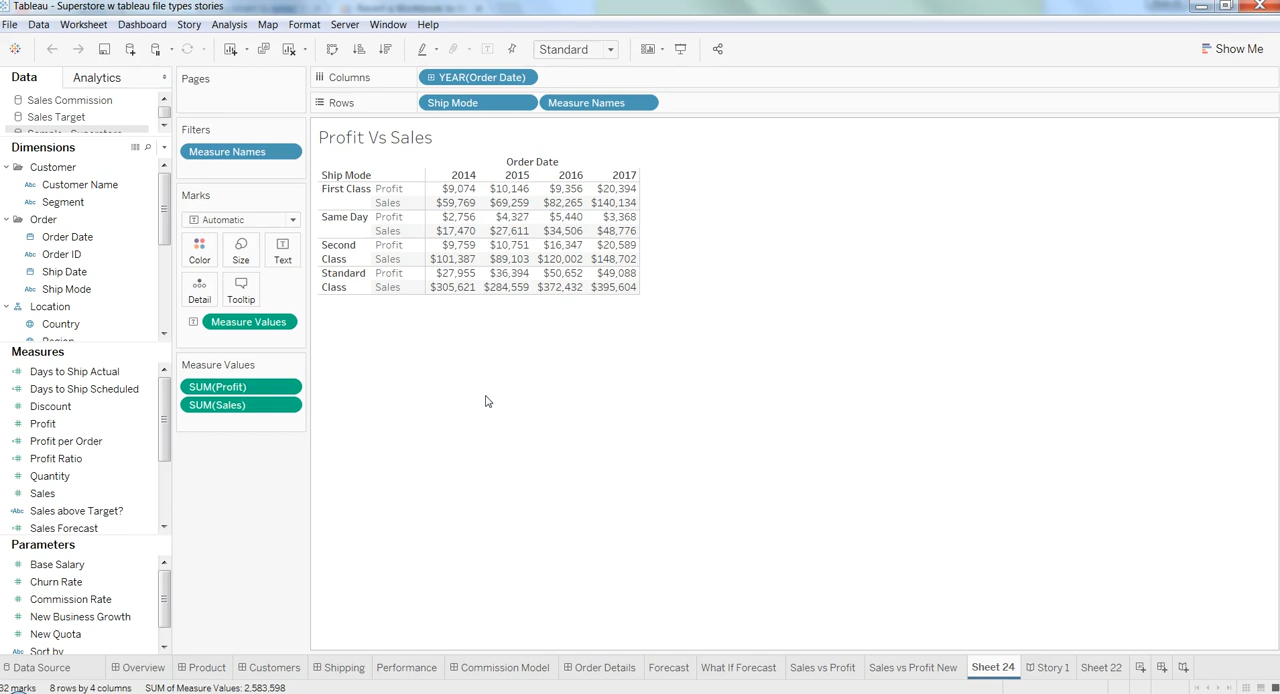 Tableau - Superstore w tableau file types stories
File Data Worksheet Dashboard Story Analysis Map Format Server Window Help
Standard
Show Me
Data Analytics
Sales Commission
Sales Target
Sample - Superstore
Dimensions
Customer
Abc Customer Name
Abc Segment
Order
Order Date
Abc Order ID
Ship Date
Abc Ship Mode
Location
Country
Region
Measures
Days to Ship Actual
Days to Ship Scheduled
Discount
Profit
Profit per Order
Profit Ratio
Quantity
Sales
Abc Sales above Target?
Sales Forecast
Parameters
Base Salary
Churn Rate
Commission Rate
New Business Growth
New Quota
Sort by
Pages
Filters
Measure Names
Marks
Automatic
Color Size Text
Detail Tooltip
Measure Values
Measure Values
SUM(Profit)
SUM(Sales)
Columns YEAR(Order Date)
Rows Ship Mode Measure Names
Profit Vs Sales
Order Date
Ship Mode 2014 2015 2016 2017
First Class Profit $9,074 $10,146 $9,356 $20,394
Sales $59,769 $69,259 $82,265 $140,134
Same Day Profit $2,756 $4,327 $5,440 $3,368
Sales $17,470 $27,611 $34,506 $48,776
Second Profit $9,759 $10,751 $16,347 $20,589
Class Sales $101,387 $89,103 $120,002 $148,702
Standard Profit $27,955 $36,394 $50,652 $49,088
Class Sales $305,621 $284,559 $372,432 $395,604
Data Source Overview Product Customers Shipping Performance Commission Model Order Details Forecast What If Forecast Sales vs Profit Sales vs Profit New Sheet 24 Story 1 Sheet 22
32 marks 8 rows by 4 columns SUM of Measure Values: 2,583,598